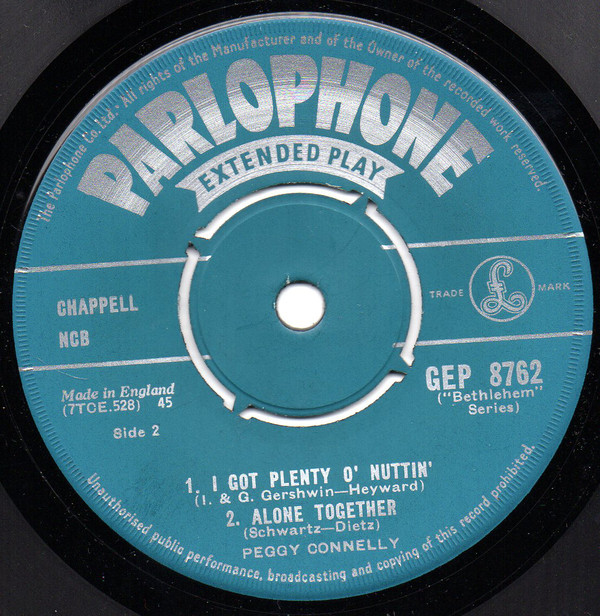 The Parlophone Co. Ltd.- All rights of the Manufacturer and of the Owner of the recorded work reserved.
PARLOPHONE
EXTENDED PLAY
CHAPPELL
NCB
TRADE £ MARK
Made in England
(7TCE.528) 45
Side 2
GEP 8762
("Bethlehem"
Series)
1. I GOT PLENTY O' NUTTIN'
(I. & G. Gershwin—Heyward)
2. ALONE TOGETHER
(Schwartz—Dietz)
PEGGY CONNELLY
Unauthorised public performance, broadcasting and copying of this record prohibited.